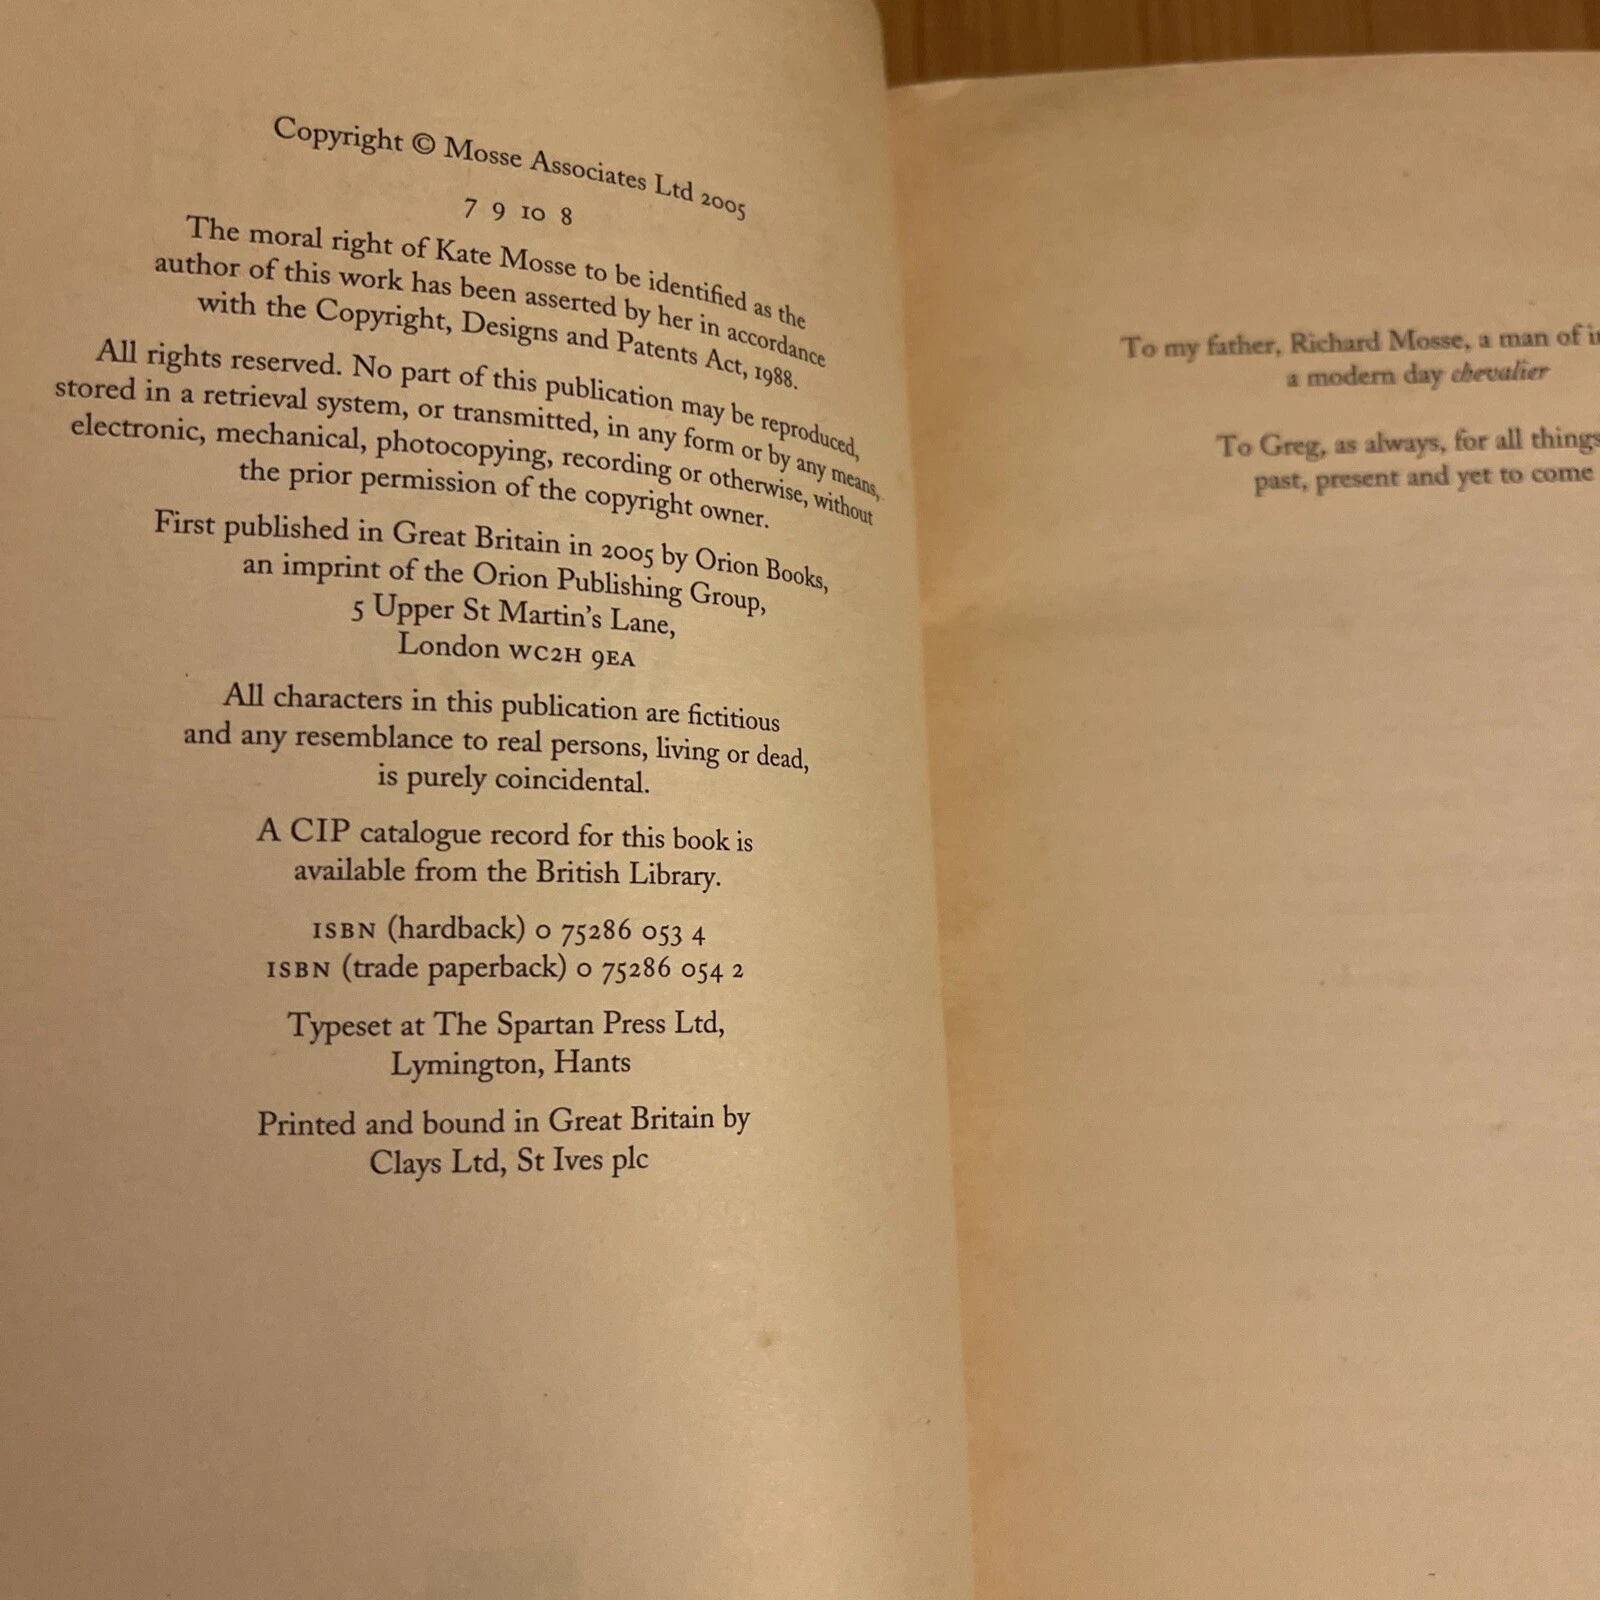 Copyright © Mosse Associates Ltd 2005
7 9 10 8
The moral right of Kate Mosse to be identified as the
author of this work has been asserted by her in accordance
with the Copyright, Designs and Patents Act, 1988.
All rights reserved. No part of this publication may be reproduced,
stored in a retrieval system, or transmitted, in any form or by any means,
electronic, mechanical, photocopying, recording or otherwise, without
the prior permission of the copyright owner.
First published in Great Britain in 2005 by Orion Books,
an imprint of the Orion Publishing Group,
5 Upper St Martin's Lane,
London WC2H 9EA
All characters in this publication are fictitious
and any resemblance to real persons, living or dead,
is purely coincidental.
A CIP catalogue record for this book is
available from the British Library.
ISBN (hardback) 0 75286 053 4
ISBN (trade paperback) 0 75286 054 2
Typeset at The Spartan Press Ltd,
Lymington, Hants
Printed and bound in Great Britain by
Clays Ltd, St Ives plc
To my father, Richard Mosse, a man of
a modern day chevalier
To Greg, as always, for all things
past, present and yet to come